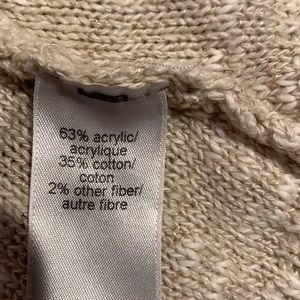 63% acrylic/
acrylique
35% cotton/
coton
2% other fiber/
autre fibre